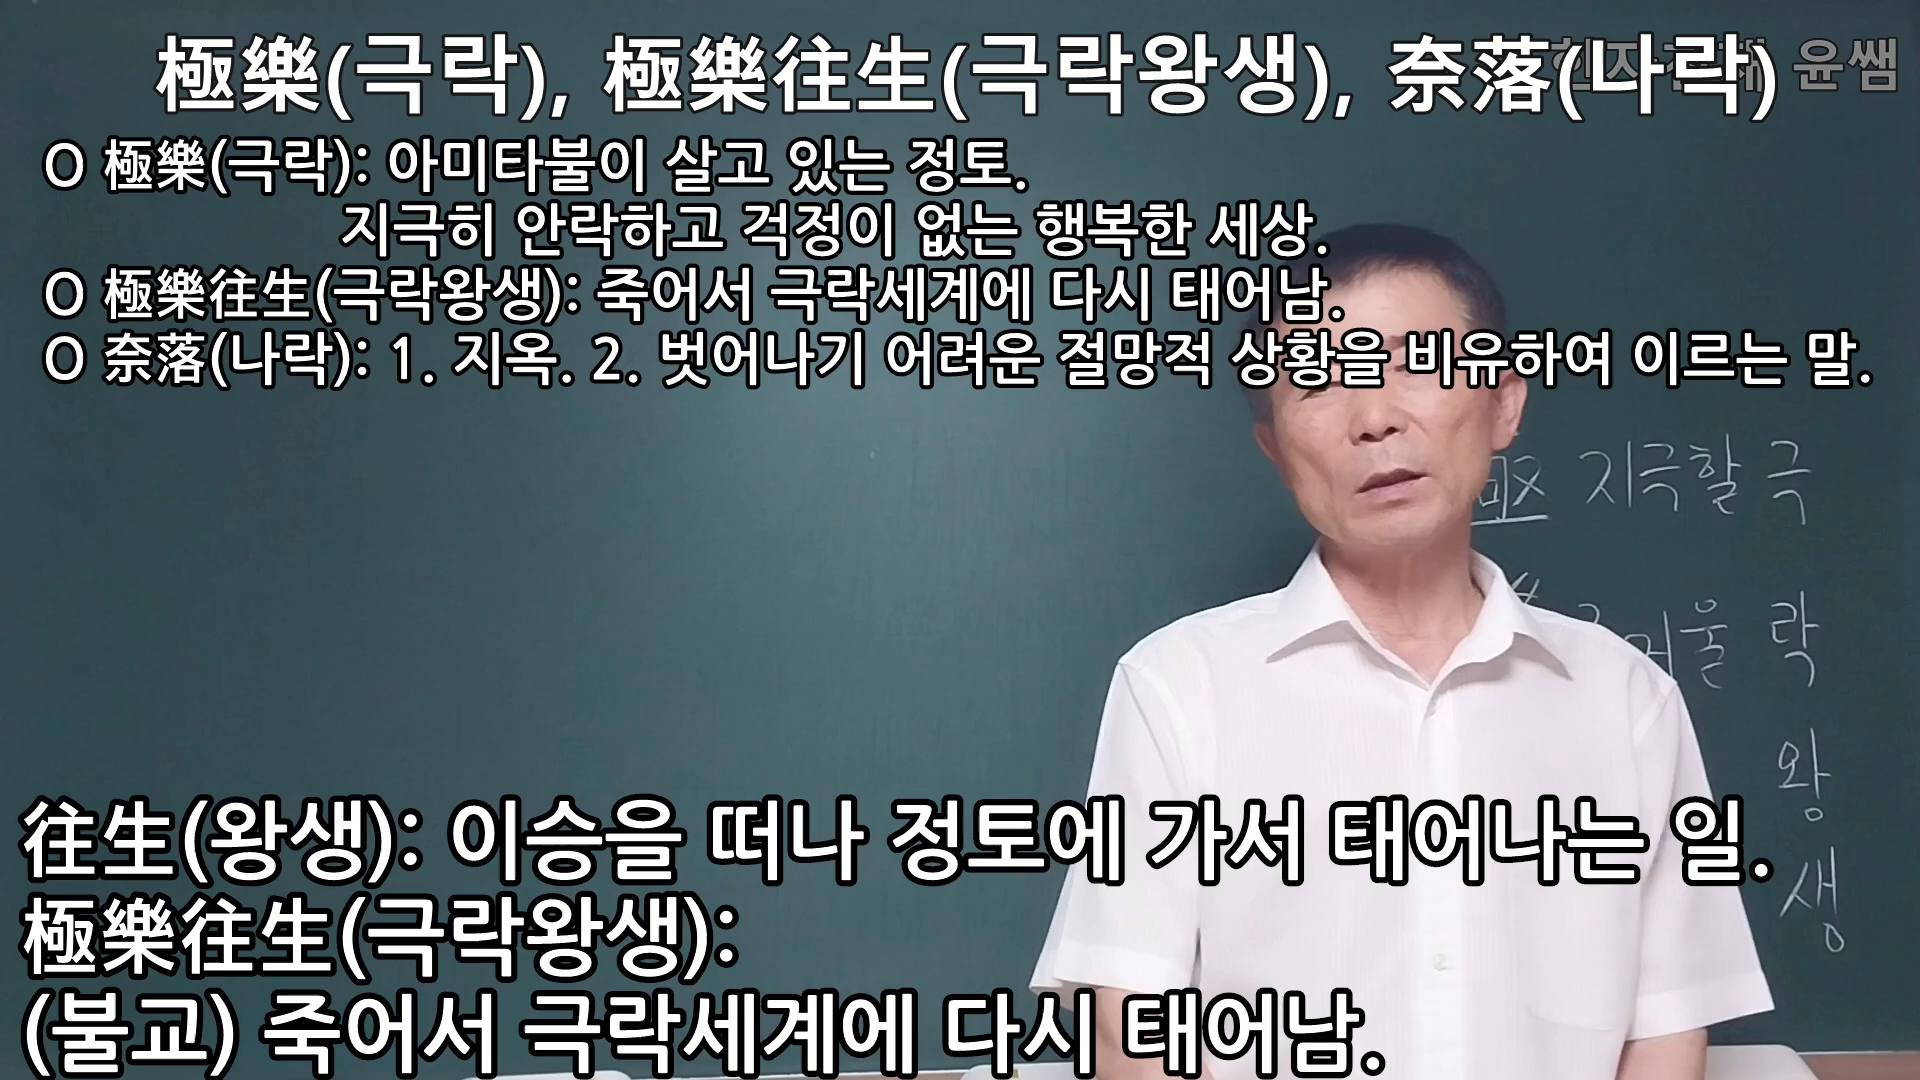 極樂(극락), 極樂往生(극락왕생), 奈落(나락)
윤쌤
O 極樂(극락): 아미타불이 살고 있는 정토.
지극히 안락하고 걱정이 없는 행복한 세상.
O 極樂往生(극락왕생): 죽어서 극락세계에 다시 태어남.
O 奈落(나락): 1. 지옥. 2. 벗어나기 어려운 절망적 상황을 비유하여 이르는 말.
지극할 극
울 락
왕
생
往生(왕생): 이승을 떠나 정토에 가서 태어나는 일.
極樂往生(극락왕생):
(불교) 죽어서 극락세계에 다시 태어남.